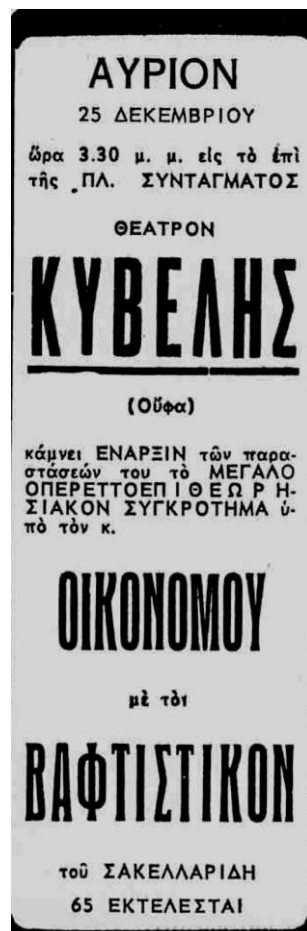 ΑΥΡΙΟΝ
25 ΔΕΚΕΜΒΡΙΟΥ
ὥρα 3.30 μ. μ. εἰς τὸ ἐπὶ
τῆς ΠΛ. ΣΥΝΤΑΓΜΑΤΟΣ
ΘΕΑΤΡΟΝ
ΚΥΒΕΛΗΣ
(Οὔφα)
κάμνει ΕΝΑΡΞΙΝ τῶν παρα-
στάσεών του τὸ ΜΕΓΑΛΟ
ΟΠΕΡΕΤΤΟΕΠΙΘΕΩΡΗ-
ΣΙΑΚΟΝ ΣΥΓΚΡΟΤΗΜΑ ὑ-
πὸ τὸν κ.
ΟΙΚΟΝΟΜΟΥ
μὲ τὸι
ΒΑΦΤΙΣΤΙΚΟΝ
τοῦ ΣΑΚΕΛΛΑΡΙΔΗ
65 ΕΚΤΕΛΕΣΤΑΙ